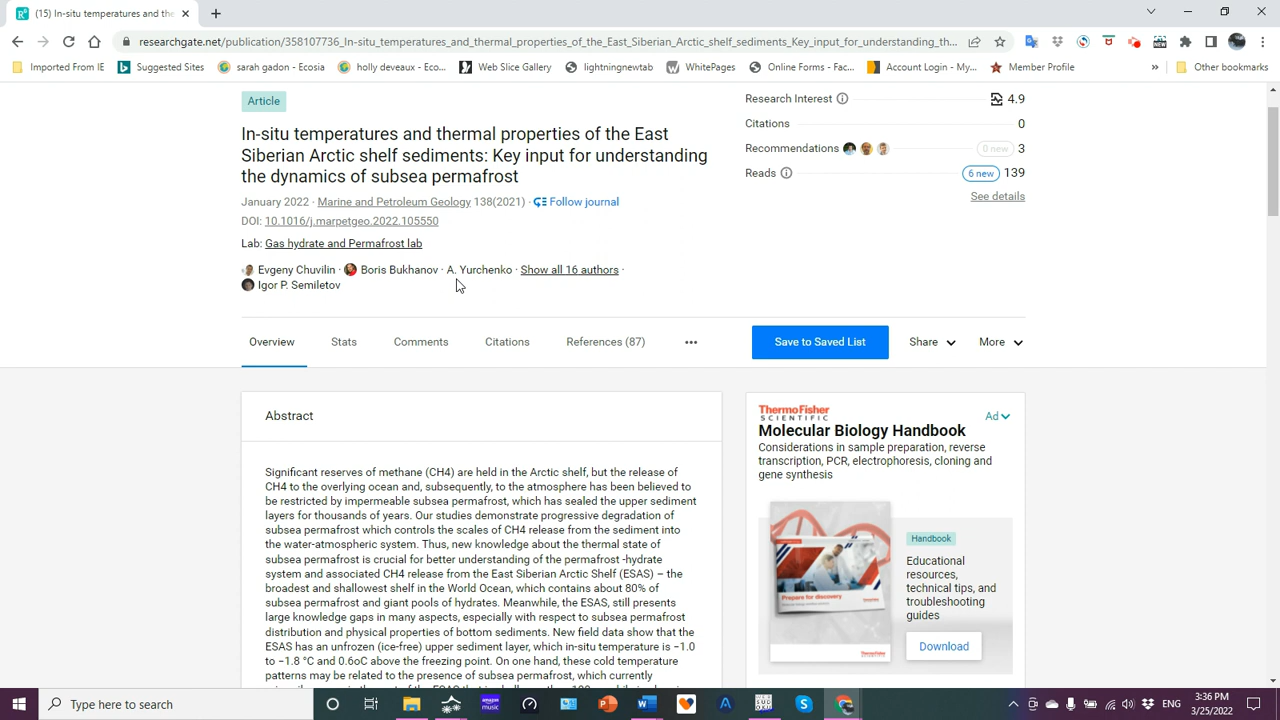 (15) In-situ temperatures and the
researchgate.net/publication/358107736_In-situ_temperatures_and_thermal_properties_of_the_East_Siberian_Arctic_shelf_sediments_Key_input_for_understanding_th...
Imported From IE
Suggested Sites
sarah gadon - Ecosia
holly deveaux - Eco...
Web Slice Gallery
lightningnewtab
WhitePages
Online Forms - Fac...
Account Login - My...
Member Profile
»
Other bookmarks
Article
In-situ temperatures and thermal properties of the East
Siberian Arctic shelf sediments: Key input for understanding
the dynamics of subsea permafrost
January 2022 · Marine and Petroleum Geology 138(2021) · Follow journal
DOI: 10.1016/j.marpetgeo.2022.105550
Lab: Gas hydrate and Permafrost lab
Evgeny Chuvilin · Boris Bukhanov · A. Yurchenko · Show all 16 authors ·
Igor P. Semiletov
Research Interest 4.9
Citations 0
Recommendations 0 new 3
Reads 6 new 139
See details
Overview
Stats
Comments
Citations
References (87)
Save to Saved List
Share
More
Abstract
Significant reserves of methane (CH4) are held in the Arctic shelf, but the release of
CH4 to the overlying ocean and, subsequently, to the atmosphere has been believed to
be restricted by impermeable subsea permafrost, which has sealed the upper sediment
layers for thousands of years. Our studies demonstrate progressive degradation of
subsea permafrost which controls the scales of CH4 release from the sediment into
the water-atmospheric system. Thus, new knowledge about the thermal state of
subsea permafrost is crucial for better understanding of the permafrost -hydrate
system and associated CH4 release from the East Siberian Arctic Shelf (ESAS) – the
broadest and shallowest shelf in the World Ocean, which contains about 80% of
subsea permafrost and giant pools of hydrates. Meanwhile, the ESAS, still presents
large knowledge gaps in many aspects, especially with respect to subsea permafrost
distribution and physical properties of bottom sediments. New field data show that the
ESAS has an unfrozen (ice-free) upper sediment layer, which in-situ temperature is −1.0
to −1.8 °C and 0.6oC above the freezing point. On one hand, these cold temperature
patterns may be related to the presence of subsea permafrost, which currently
ThermoFisher
SCIENTIFIC
Ad
Molecular Biology Handbook
Considerations in sample preparation, reverse
transcription, PCR, electrophoresis, cloning and
gene synthesis
Prepare for discovery
Handbook
Educational
resources,
technical tips, and
troubleshooting
guides
Download
Type here to search
amazon
music
ENG
3:36 PM
3/25/2022